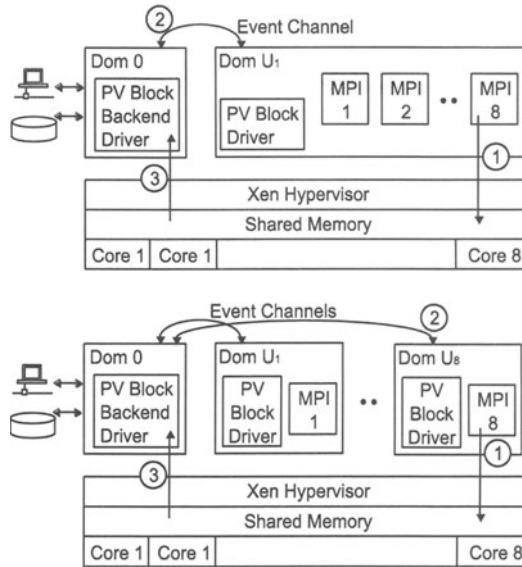 2
Event Channel
Dom 0
Dom U1
PV Block
Backend
Driver
PV Block
Driver
MPI
1
MPI
2
••
MPI
8
1
3
Xen Hypervisor
Shared Memory
Core 1
Core 1
Core 8
Event Channels
2
Dom 0
Dom U1
Dom U8
PV Block
Backend
Driver
PV
Block
Driver
MPI
1
••
PV
Block
Driver
MPI
8
1
3
Xen Hypervisor
Shared Memory
Core 1
Core 1
Core 8